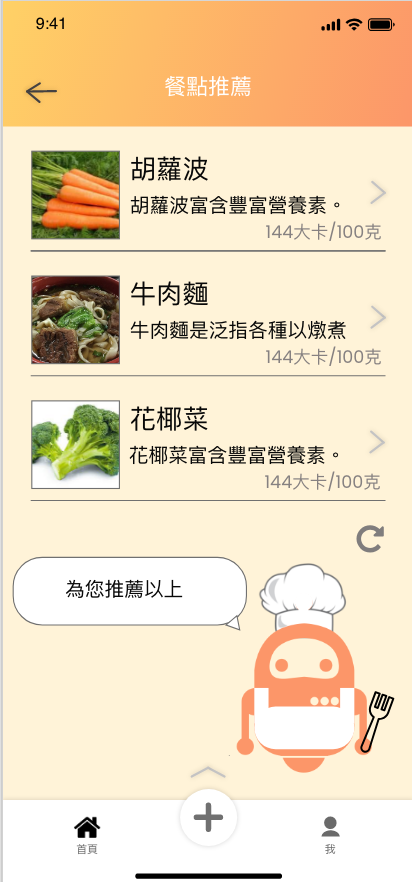 9:41
餐點推薦
胡蘿波
胡蘿波富含豐富營養素。
144大卡/100克
牛肉麵
牛肉麵是泛指各種以燉煮
144大卡/100克
花椰菜
花椰菜富含豐富營養素。
144大卡/100克
為您推薦以上
首頁
我